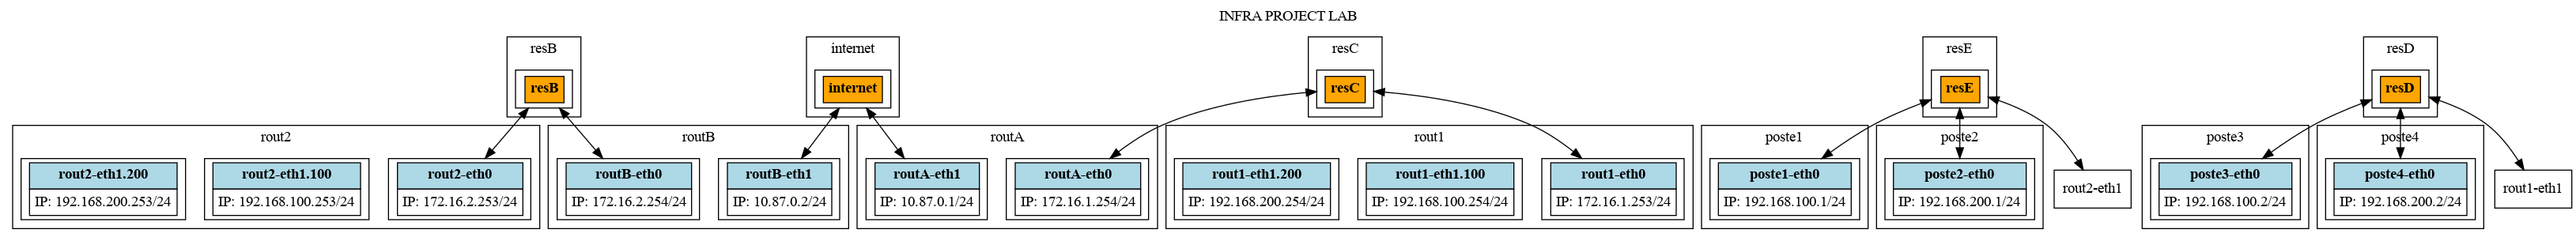 INFRA PROJECT LAB
resB
internet
resC
resE
resD
resB
internet
resC
resE
resD
rout2
routB
routA
rout1
poste1
poste2
poste3
poste4
rout2-eth1.200
rout2-eth1.100
rout2-eth0
routB-eth0
routB-eth1
routA-eth1
routA-eth0
rout1-eth1.200
rout1-eth1.100
rout1-eth0
poste1-eth0
poste2-eth0
rout2-eth1
poste3-eth0
poste4-eth0
rout1-eth1
IP: 192.168.200.253/24
IP: 192.168.100.253/24
IP: 172.16.2.253/24
IP: 172.16.2.254/24
IP: 10.87.0.2/24
IP: 10.87.0.1/24
IP: 172.16.1.254/24
IP: 192.168.200.254/24
IP: 192.168.100.254/24
IP: 172.16.1.253/24
IP: 192.168.100.1/24
IP: 192.168.200.1/24
IP: 192.168.100.2/24
IP: 192.168.200.2/24